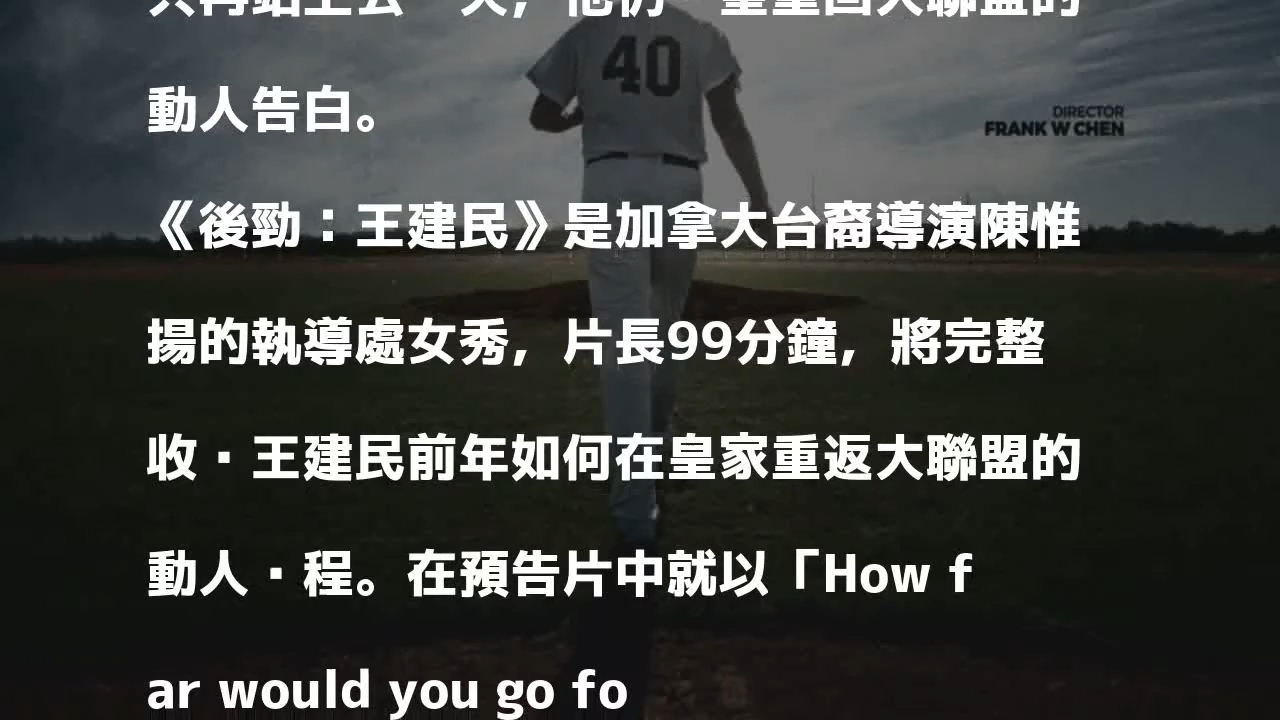 動人告白。
40
DIRECTOR
FRANK W CHEN
《後勁：王建民》是加拿大台裔導演陳惟
揚的執導處女秀，片長99分鐘，將完整
收·王建民前年如何在皇家重返大聯盟的
動人·程。在預告片中就以「How f
ar would you go fo